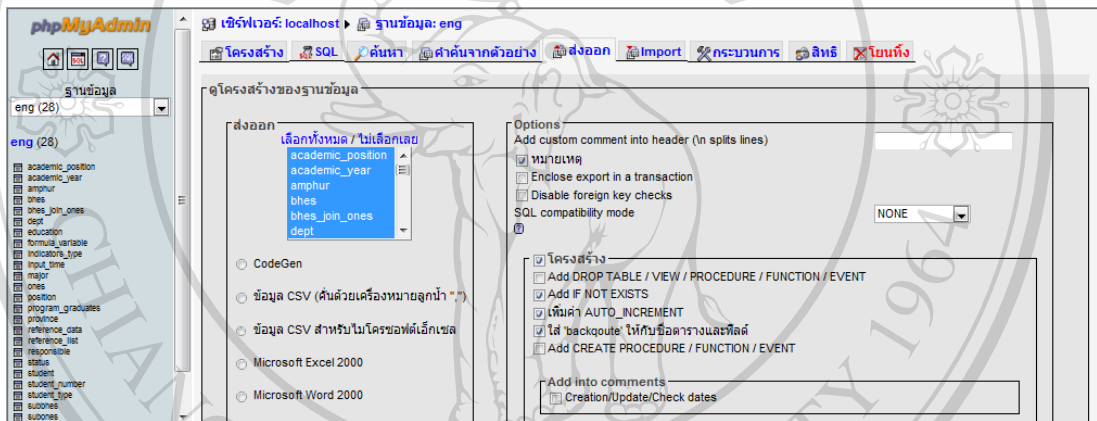 phpMyAdmin
ฐานข้อมูล
eng (28)
eng (28)
academic_position
academic_year
amphur
bhes
bhes_join_ones
dept
education
formula_variable
indicators_type
input_time
major
ones
position
program_graduates
province
reference_data
reference_list
responsible
status
student
student_number
student_type
subbhes
subones
เซิร์ฟเวอร์: localhost ▸ ฐานข้อมูล: eng
โครงสร้าง SQL ค้นหา คำค้นจากตัวอย่าง ส่งออก Import กระบวนการ สิทธิ โยนทิ้ง
ดูโครงสร้างของฐานข้อมูล
ส่งออก
เลือกทั้งหมด / ไม่เลือกเลย
academic_position
academic_year
amphur
bhes
bhes_join_ones
dept
CodeGen
ข้อมูล CSV (คั่นด้วยเครื่องหมายลูกน้ำ ",")
ข้อมูล CSV สำหรับไมโครซอฟต์เอ็กเซล
Microsoft Excel 2000
Microsoft Word 2000
Options
Add custom comment into header (\n splits lines)
หมายเหตุ
Enclose export in a transaction
Disable foreign key checks
SQL compatibility mode NONE
โครงสร้าง
Add DROP TABLE / VIEW / PROCEDURE / FUNCTION / EVENT
Add IF NOT EXISTS
เพิ่มค่า AUTO_INCREMENT
ใส่ 'backqoute' ให้กับชื่อตารางและฟิลด์
Add CREATE PROCEDURE / FUNCTION / EVENT
Add into comments
Creation/Update/Check dates